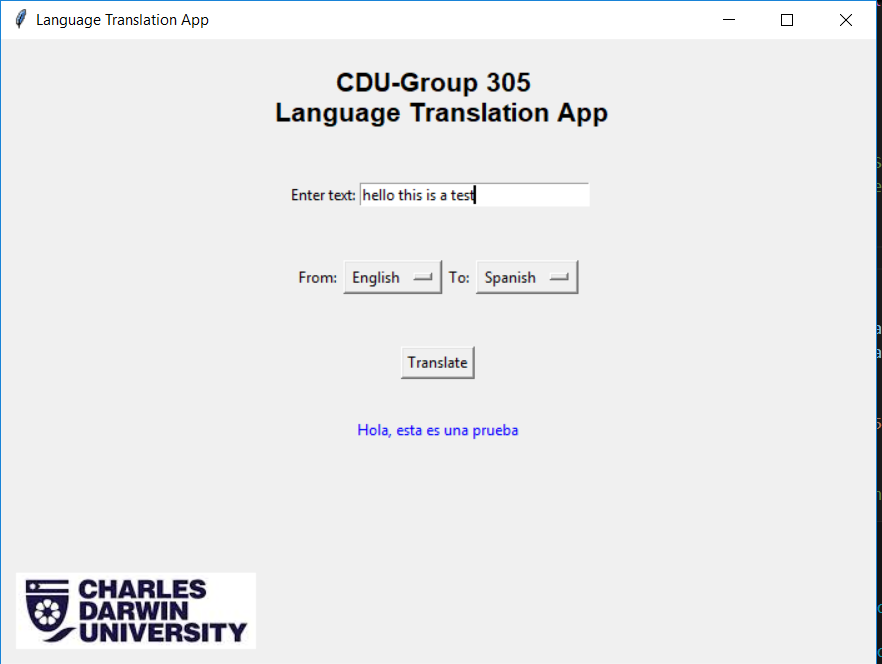 Language Translation App
CDU-Group 305
Language Translation App
Enter text: hello this is a test
From: English To: Spanish
Translate
Hola, esta es una prueba
CHARLES
DARWIN
UNIVERSITY